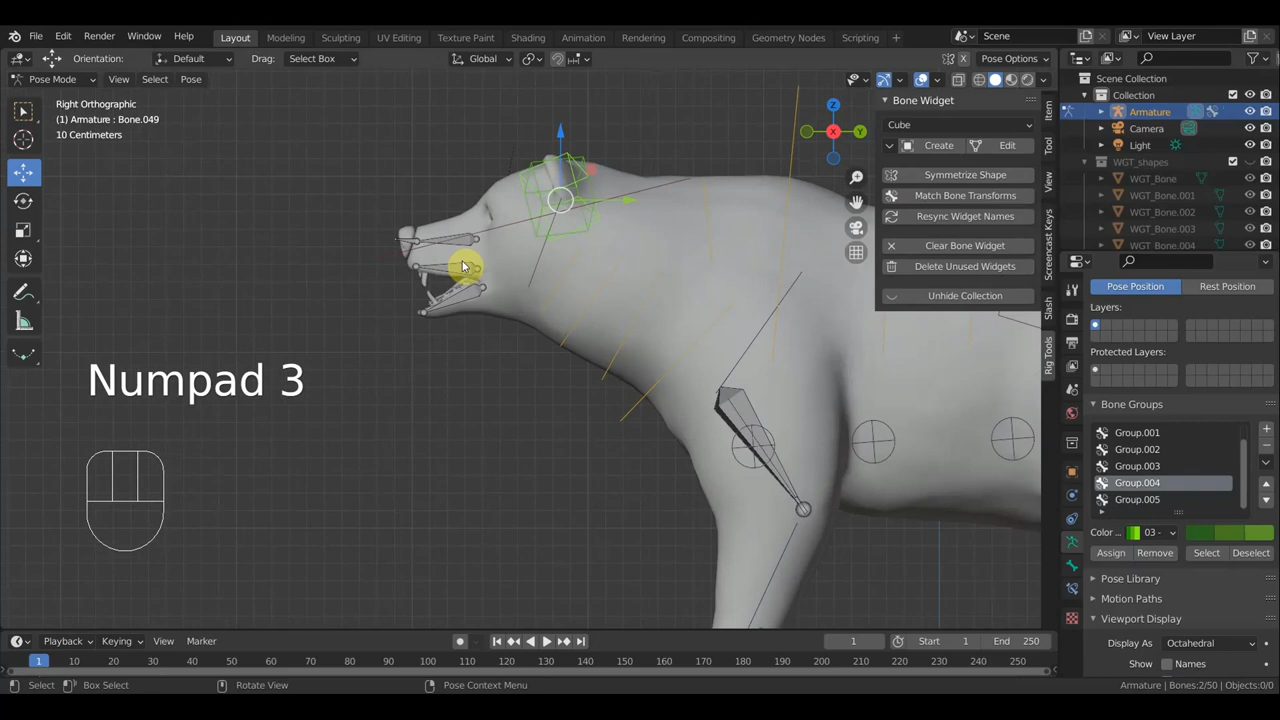 File Edit Render Window Help Layout Modeling Sculpting UV Editing Texture Paint Shading Animation Rendering Compositing Geometry Nodes Scripting + Scene View Layer
Orientation: Default Drag: Select Box Global Pose Options
Pose Mode View Select Pose
Right Orthographic
(1) Armature : Bone.049
10 Centimeters
Z
Y
X
Bone Widget
Cube
Create Edit
Symmetrize Shape
Match Bone Transforms
Resync Widget Names
Clear Bone Widget
Delete Unused Widgets
Unhide Collection
Item
Tool
View
Screencast Keys
Slash
Rig Tools
Scene Collection
Collection
Armature
Camera
Light
WGT_shapes
WGT_Bone
WGT_Bone.001
WGT_Bone.002
WGT_Bone.003
WGT_Bone.004
Pose Position Rest Position
Layers:
Protected Layers:
Bone Groups
Group.001
Group.002
Group.003
Group.004
Group.005
Color ... 03 -
Assign Remove Select Deselect
Pose Library
Motion Paths
Viewport Display
Display As Octahedral
Show Names
Numpad 3
Playback Keying View Marker 1 Start 1 End 250
1 10 20 30 40 50 60 70 80 90 100 110 120 130 140 150 160 170 180 190 200 210 220 230 240 250
Select Box Select Rotate View Pose Context Menu Armature | Bones:2/50 | Objects:0/0